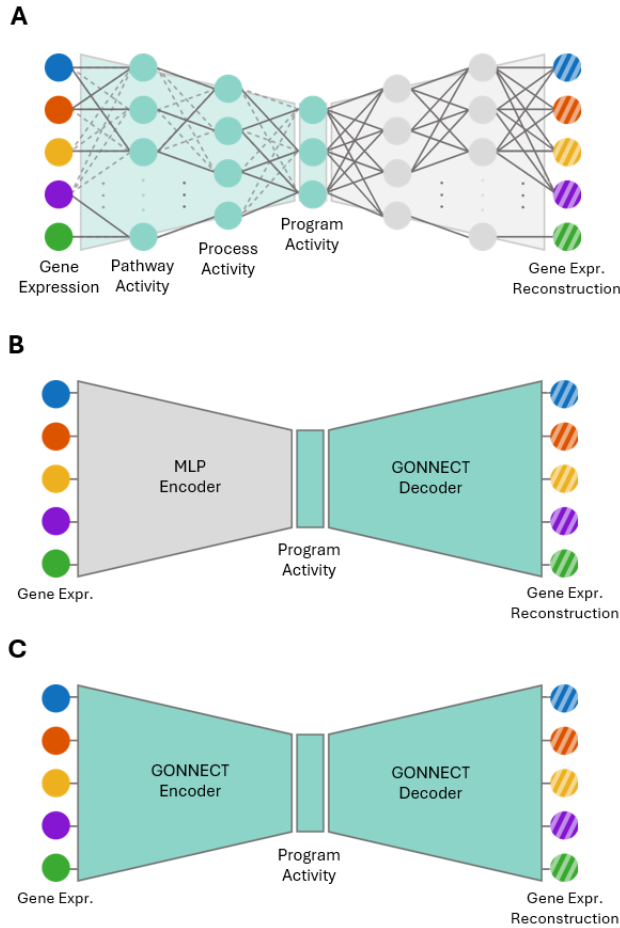 A
Gene
Expression
Pathway
Activity
Process
Activity
Program
Activity
Gene Expr.
Reconstruction
B
MLP
Encoder
GONNECT
Decoder
Program
Activity
Gene Expr.
Gene Expr.
Reconstruction
C
GONNECT
Encoder
GONNECT
Decoder
Program
Activity
Gene Expr.
Gene Expr.
Reconstruction